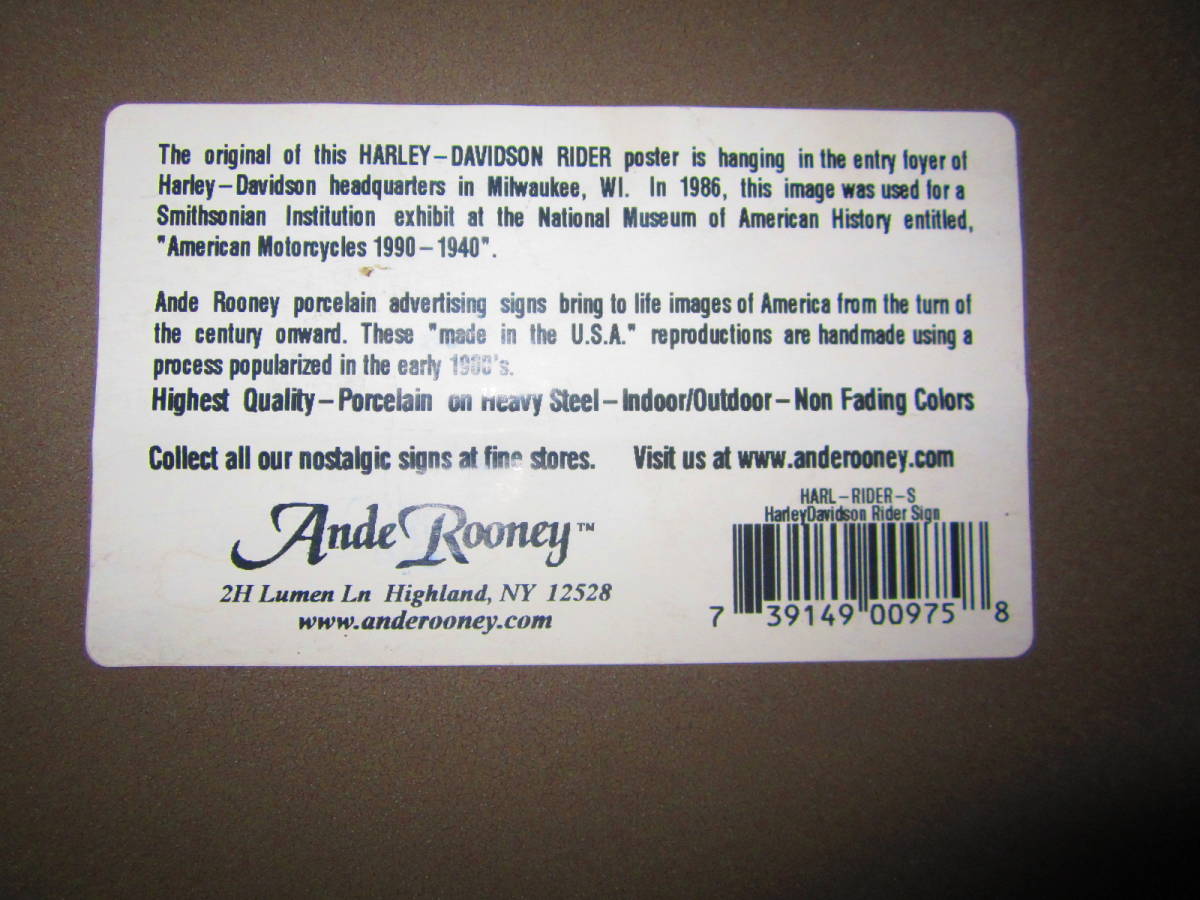 The original of this HARLEY-DAVIDSON RIDER poster is hanging in the entry foyer of
Harley-Davidson headquarters in Milwaukee, WI. In 1986, this image was used for a
Smithsonian Institution exhibit at the National Museum of American History entitled,
"American Motorcycles 1990-1940".
Ande Rooney porcelain advertising signs bring to life images of America from the turn of
the century onward. These "made in the U.S.A." reproductions are handmade using a
process popularized in the early 1900's.
Highest Quality-Porcelain on Heavy Steel-Indoor/Outdoor-Non Fading Colors
Collect all our nostalgic signs at fine stores. Visit us at www.anderooney.com
Ande Rooney™
2H Lumen Ln Highland, NY 12528
www.anderooney.com
HARL-RIDER-S
HarleyDavidson Rider Sign
7 39149 00975 8